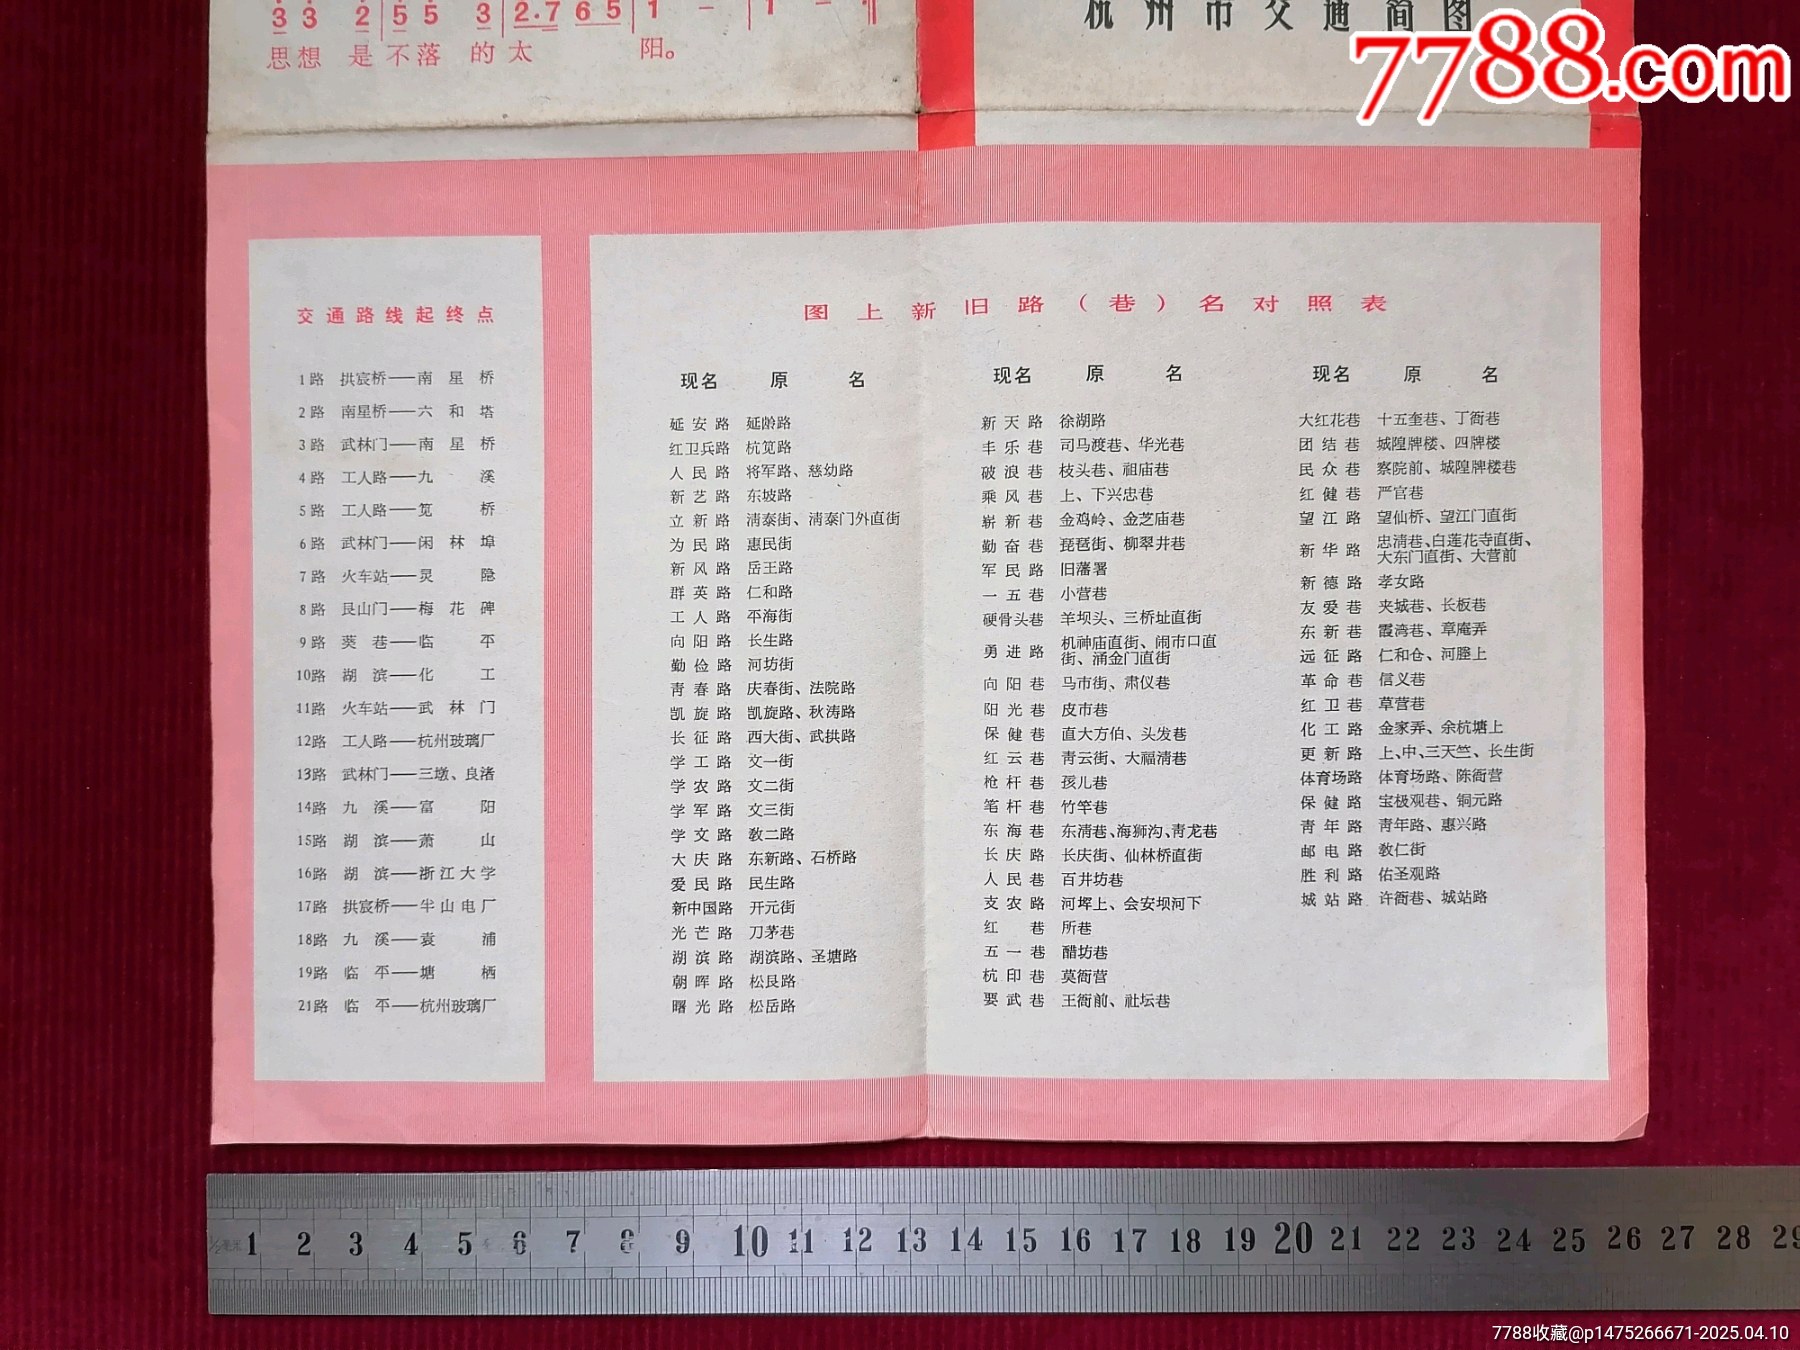 3 3 2 5 5 3 2.7 6 5 1 – 1 –
思想 是 不落 的 太 阳。
杭州市交通简图
7788.com
交通路线起终点
1路 拱宸桥——南星桥
2路 南星桥——六和塔
3路 武林门——南星桥
4路 工人路——九溪
5路 工人路——笕桥
6路 武林门——闲林埠
7路 火车站——灵隐
8路 艮山门——梅花碑
9路 葵巷——临平
10路 湖滨——化工
11路 火车站——武林门
12路 工人路——杭州玻璃厂
13路 武林门——三墩、良渚
14路 九溪——富阳
15路 湖滨——萧山
16路 湖滨——浙江大学
17路 拱宸桥——半山电厂
18路 九溪——袁浦
19路 临平——塘栖
21路 临平——杭州玻璃厂
图上新旧路(巷)名对照表
现名 原名
延安路 延龄路
红卫兵路 杭笕路
人民路 将军路、慈幼路
新艺路 东坡路
立新路 清泰街、清泰门外直街
为民路 惠民街
新风路 岳王路
群英路 仁和路
工人路 平海街
向阳路 长生路
勤俭路 河坊街
青春路 庆春街、法院路
凯旋路 凯旋路、秋涛路
长征路 西大街、武拱路
学工路 文一街
学农路 文二街
学军路 文三街
学文路 教二路
大庆路 东新路、石桥路
爱民路 民生路
新中国路 开元街
光芒路 刀茅巷
湖滨路 湖滨路、圣塘路
朝晖路 松艮路
曙光路 松岳路
现名 原名
新天路 徐湖路
丰乐巷 司马渡巷、华光巷
破浪巷 枝头巷、祖庙巷
乘风巷 上、下兴忠巷
崭新巷 金鸡岭、金芝庙巷
勤奋巷 琵琶街、柳翠井巷
军民路 旧藩署
一五巷 小营巷
硬骨头巷 羊坝头、三桥址直街
勇进路 机神庙直街、闹市口直
街、涌金门直街
向阳巷 马市街、肃仪巷
阳光巷 皮市巷
保健巷 直大方伯、头发巷
红云巷 青云街、大福清巷
枪杆巷 孩儿巷
笔杆巷 竹竿巷
东海巷 东清巷、海狮沟、青龙巷
长庆路 长庆街、仙林桥直街
人民巷 百井坊巷
支农路 河垾上、会安坝河下
红巷 所巷
五一巷 醋坊巷
杭印巷 莫衙营
要武巷 王衙前、社坛巷
现名 原名
大红花巷 十五奎巷、丁衙巷
团结巷 城隍牌楼、四牌楼
民众巷 察院前、城隍牌楼巷
红健巷 严官巷
望江路 望仙桥、望江门直街
新华路 忠清巷、白莲花寺直街、
大东门直街、大营前
新德路 孝女路
友爱巷 夹城巷、长板巷
东新巷 霞湾巷、章庵弄
远征路 仁和仓、河塍上
革命巷 信义巷
红卫巷 草营巷
化工路 金家弄、余杭塘上
更新路 上、中、三天竺、长生街
体育场路 体育场路、陈衙营
保健路 宝极观巷、铜元路
青年路 青年路、惠兴路
邮电路 教仁街
胜利路 佑圣观路
城站路 许衙巷、城站路
1 2 3 4 5 6 7 8 9 10 11 12 13 14 15 16 17 18 19 20 21 22 23 24 25 26 27 28 29
7788收藏@p1475266671-2025.04.10